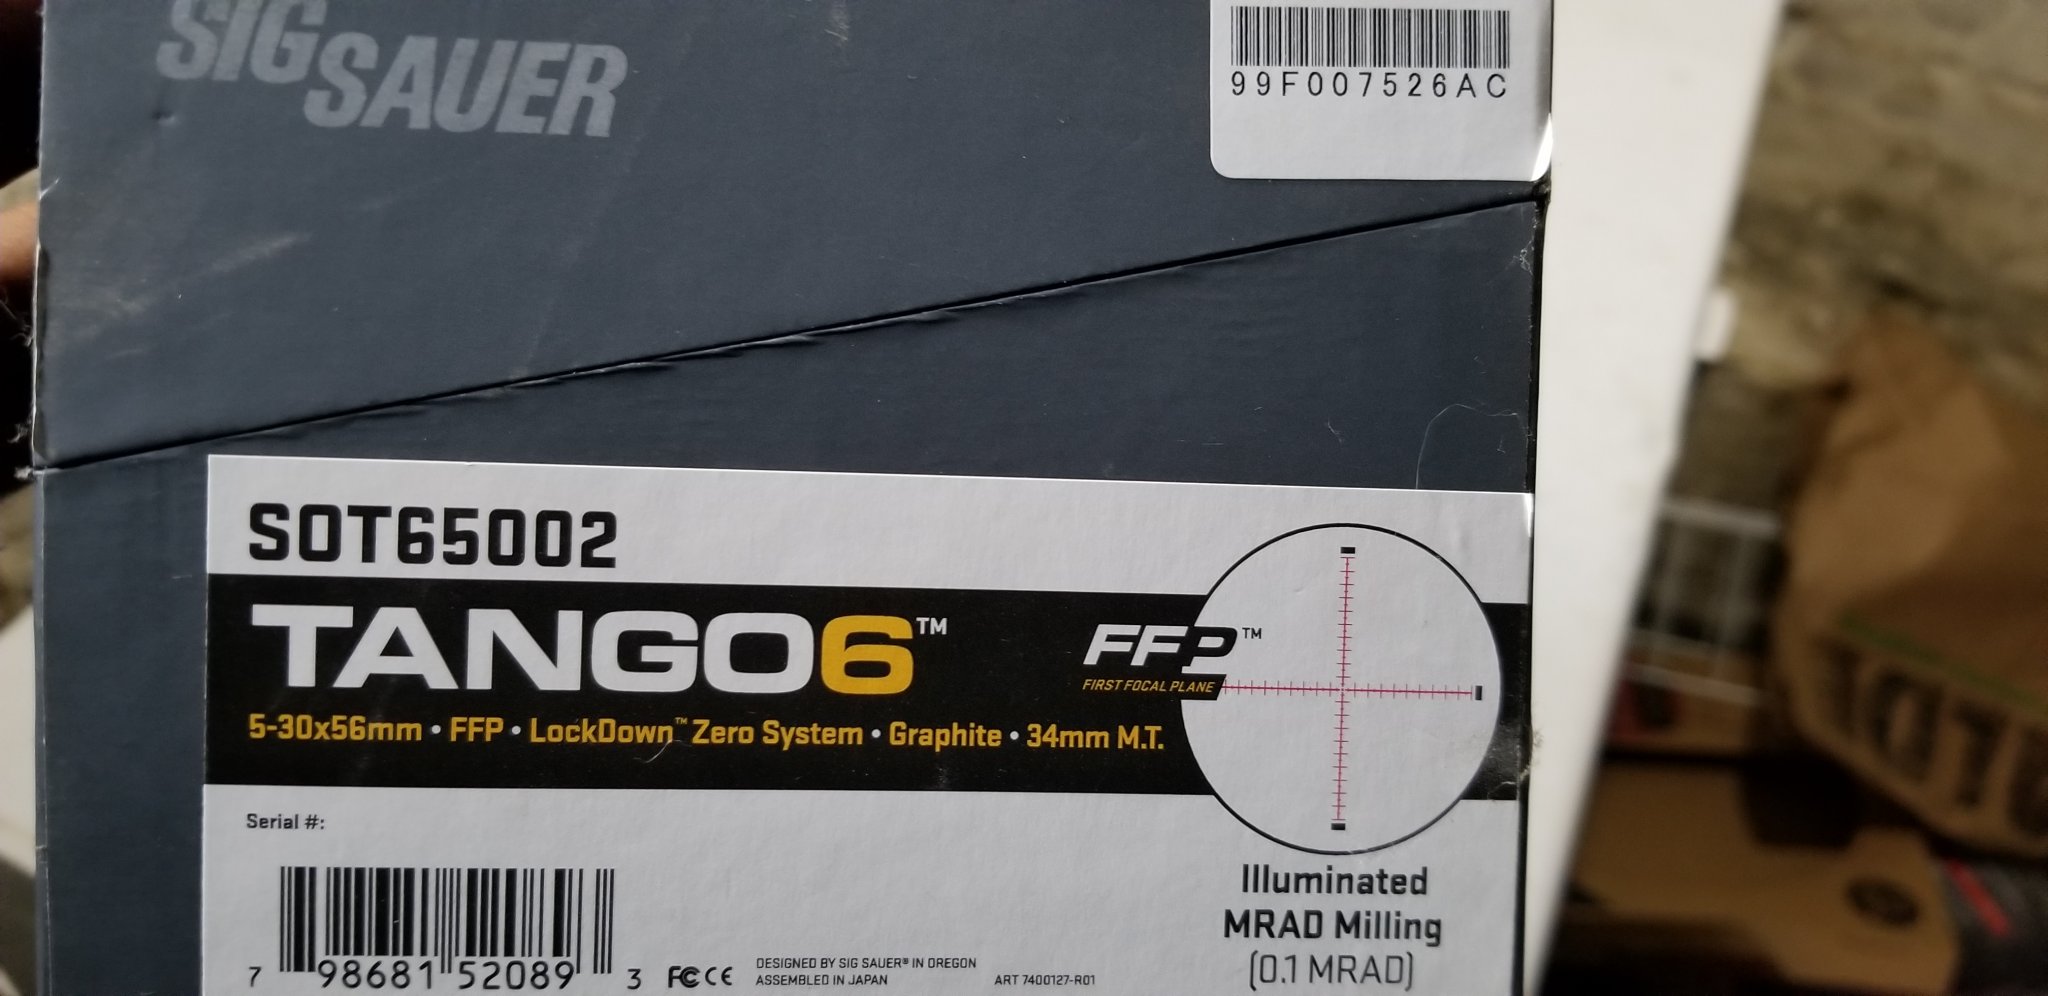 SIG SAUER
99F007526AC
SOT65002
TANGO6™
5-30x56mm • FFP • LockDown™ Zero System • Graphite • 34mm M.T.
FFP™
FIRST FOCAL PLANE
Serial #:
7 98681 52089 3
FC CE
DESIGNED BY SIG SAUER® IN OREGON
ASSEMBLED IN JAPAN
ART 7400127-R01
Illuminated
MRAD Milling
(0.1 MRAD)